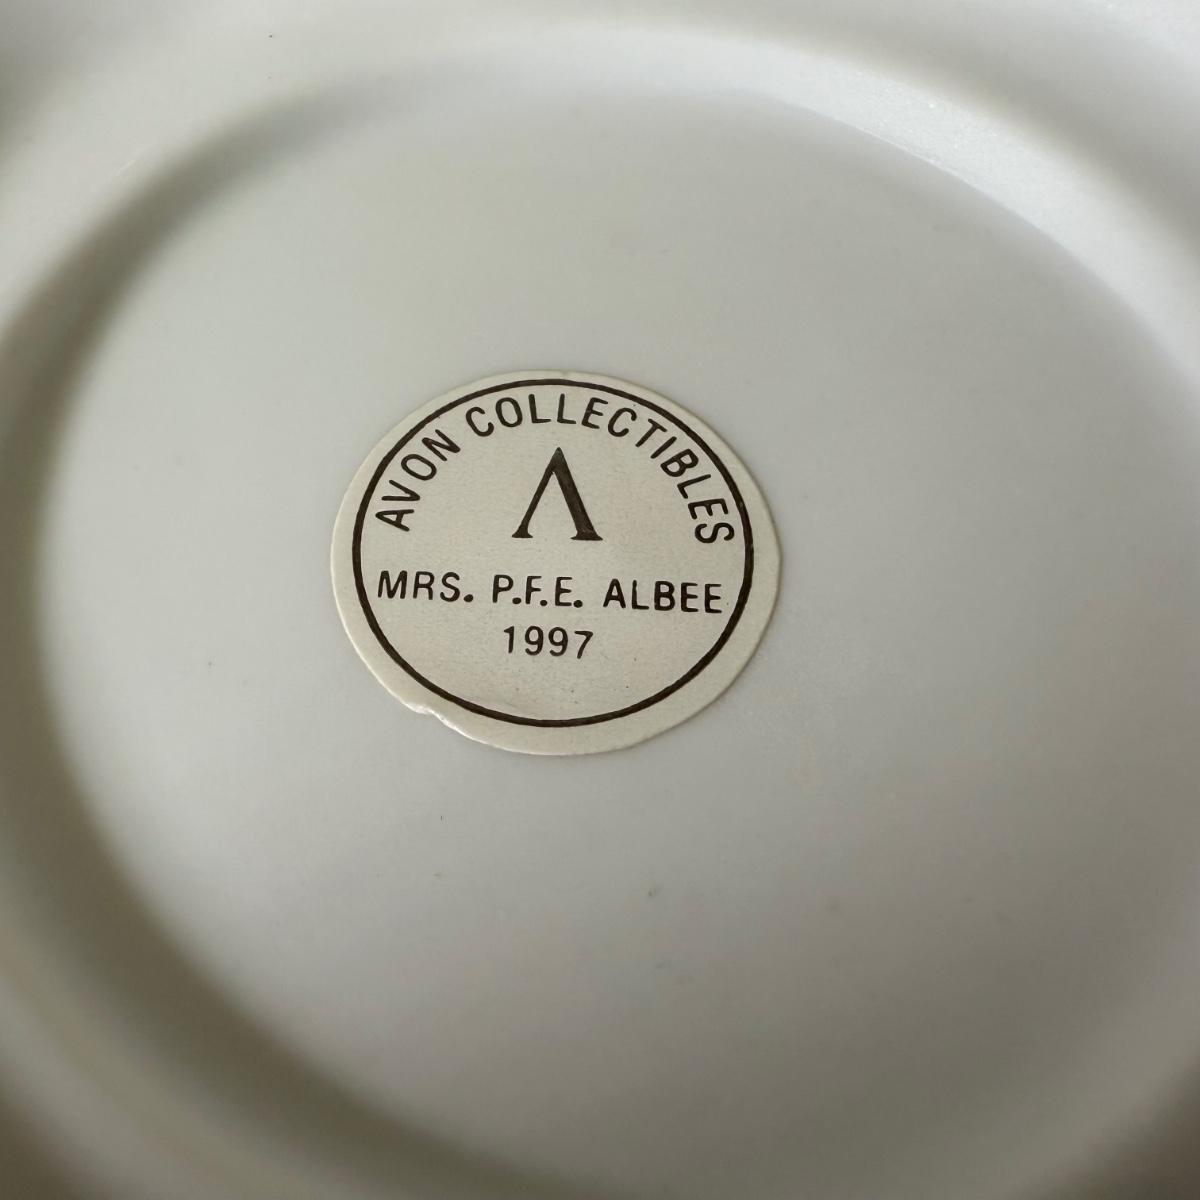 AVON COLLECTIBLES
Λ
MRS. P.F.E. ALBEE
1997